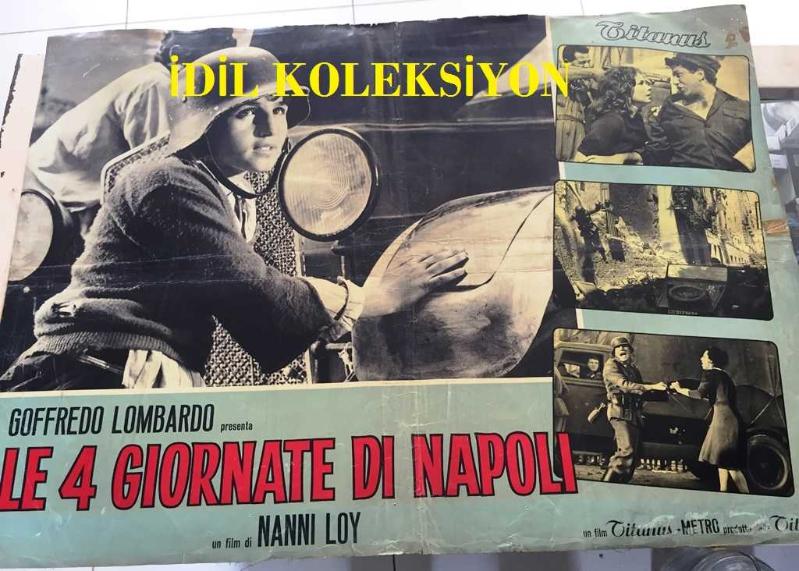 İDİL KOLEKSİYON
Titanus
GOFFREDO LOMBARDO presenta
LE 4 GIORNATE DI NAPOLI
un film di NANNI LOY
un film Titanus-METRO